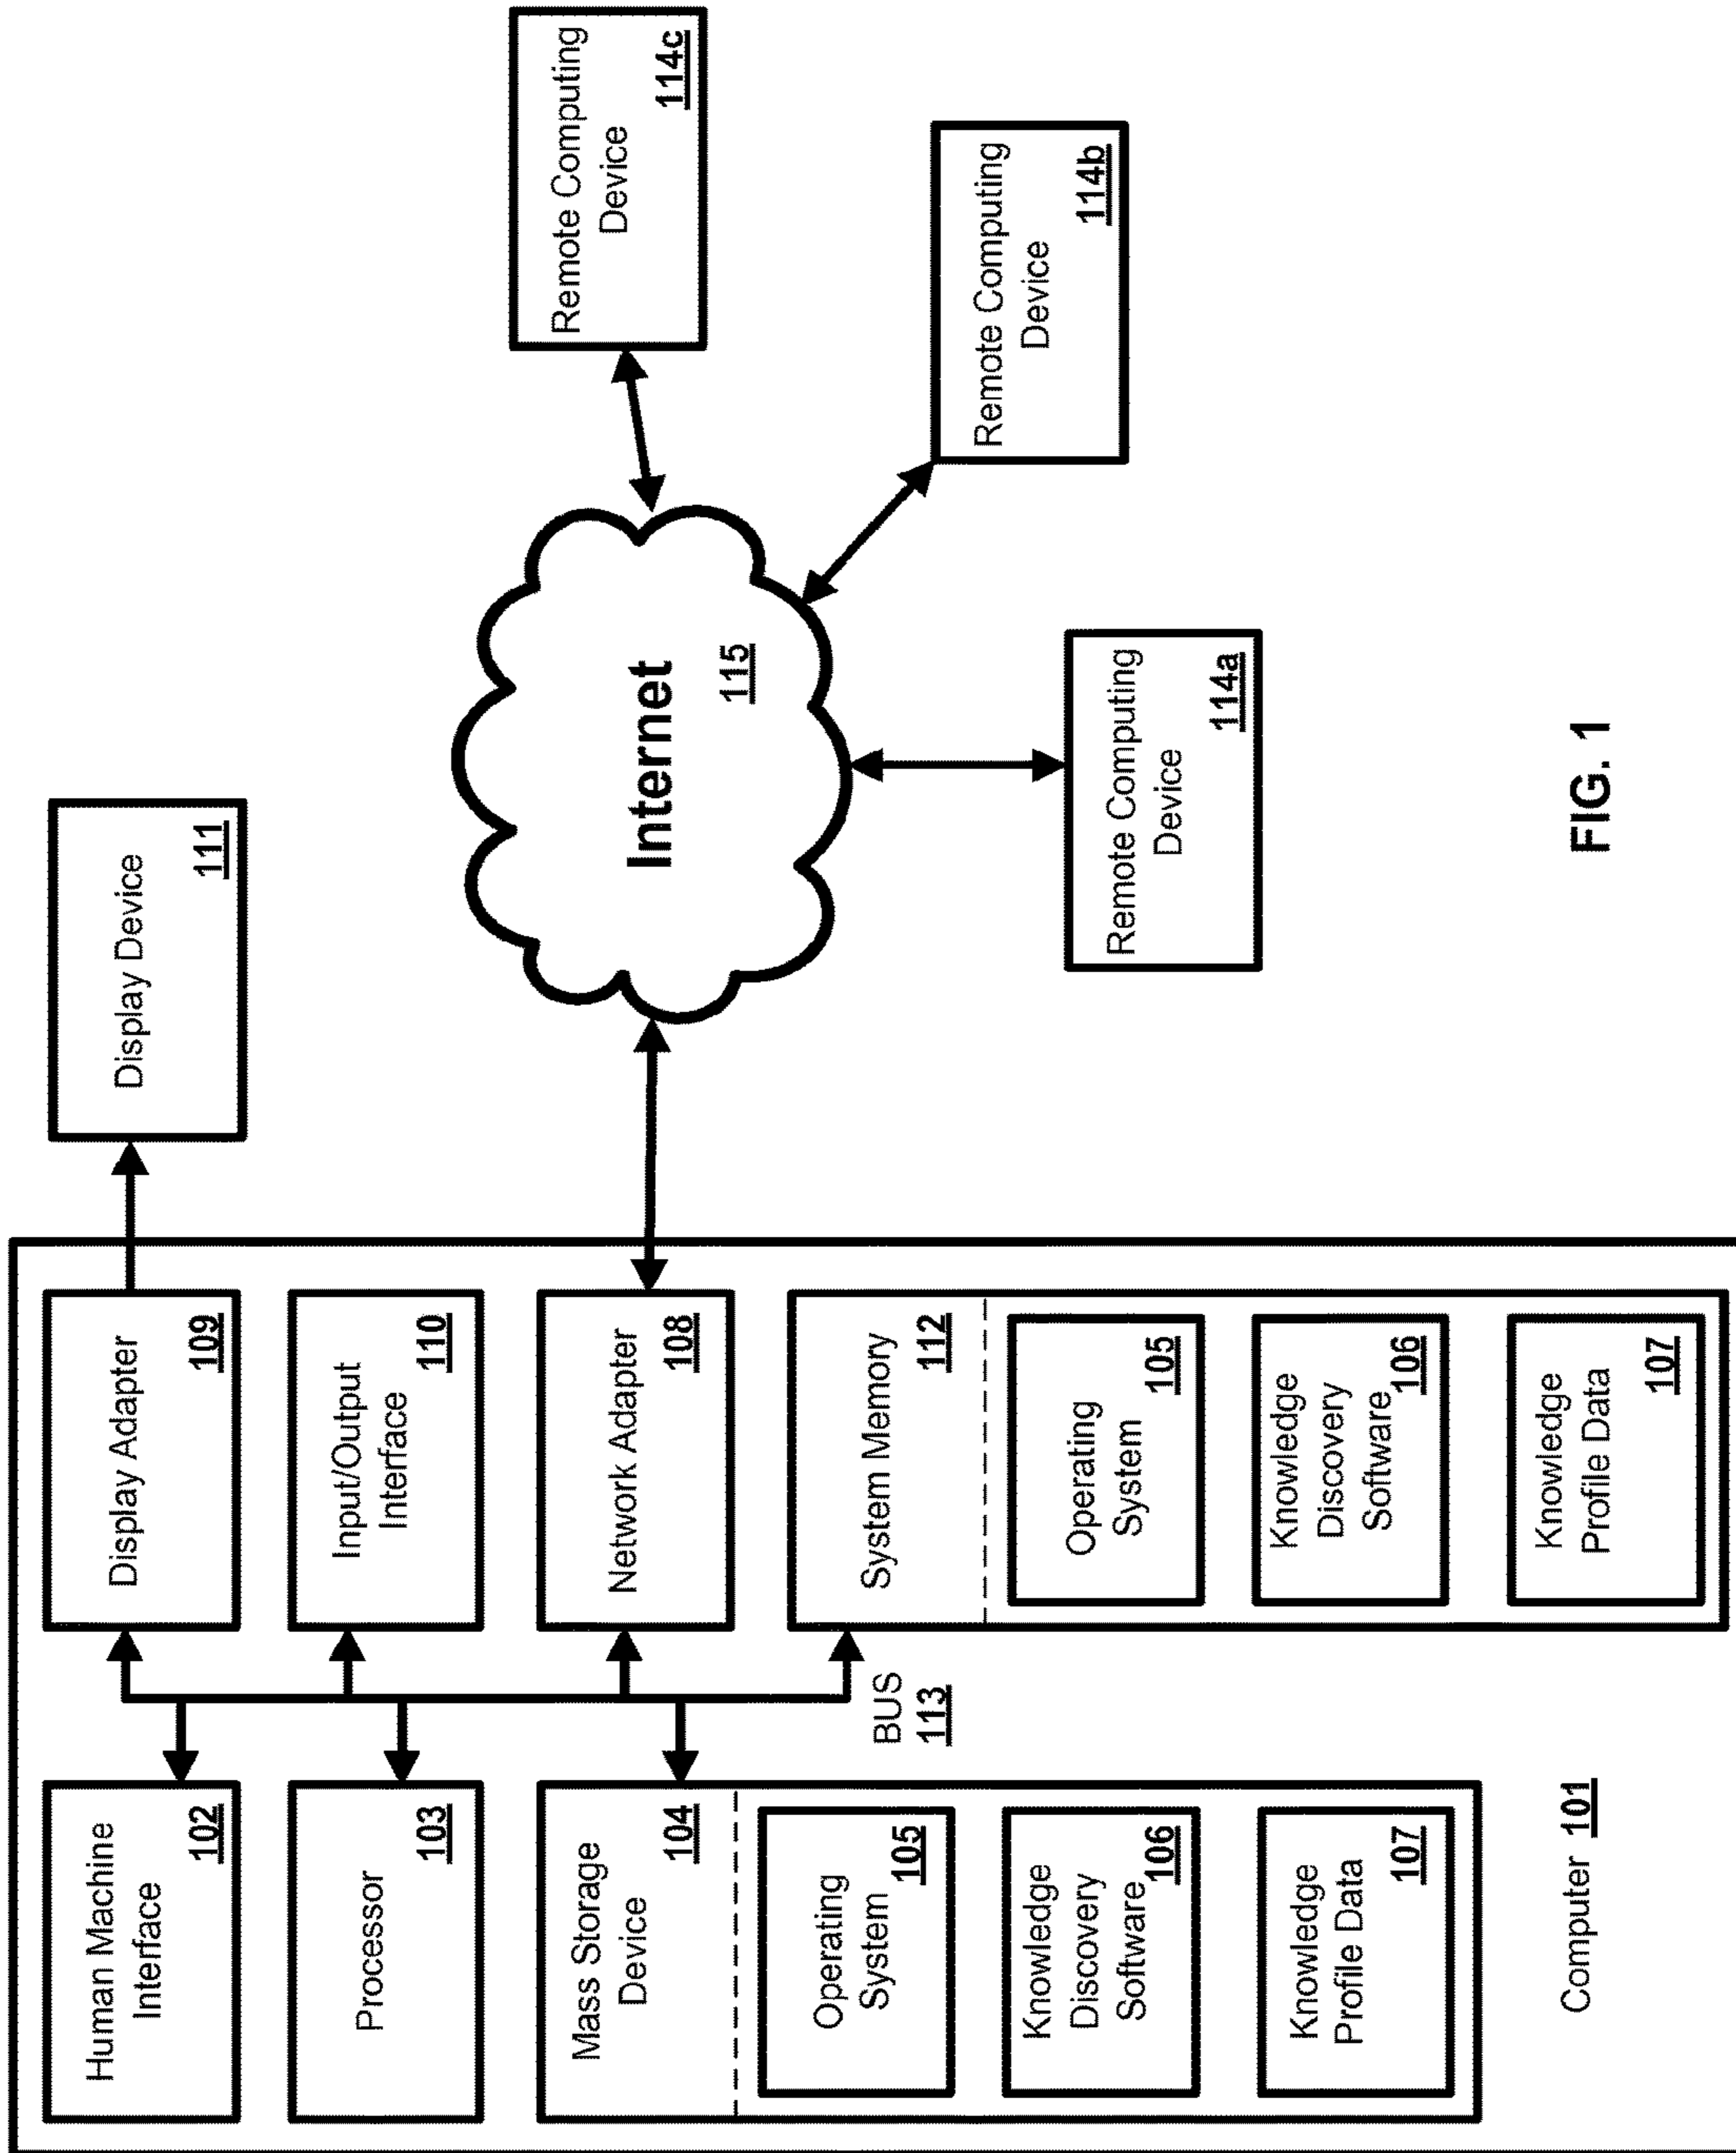 Human Machine
Interface
102
Processor
103
Mass Storage
Device
104
Operating
System
105
Knowledge
Discovery
Software
106
Knowledge
Profile Data
107
Computer 101
BUS
113
Display Adapter
109
Input/Output
Interface
110
Network Adapter
108
System Memory
112
Operating
System
105
Knowledge
Discovery
Software
106
Knowledge
Profile Data
107
Display Device
111
Internet
115
Remote Computing
Device
114a
Remote Computing
Device
114b
Remote Computing
Device
114c
FIG. 1